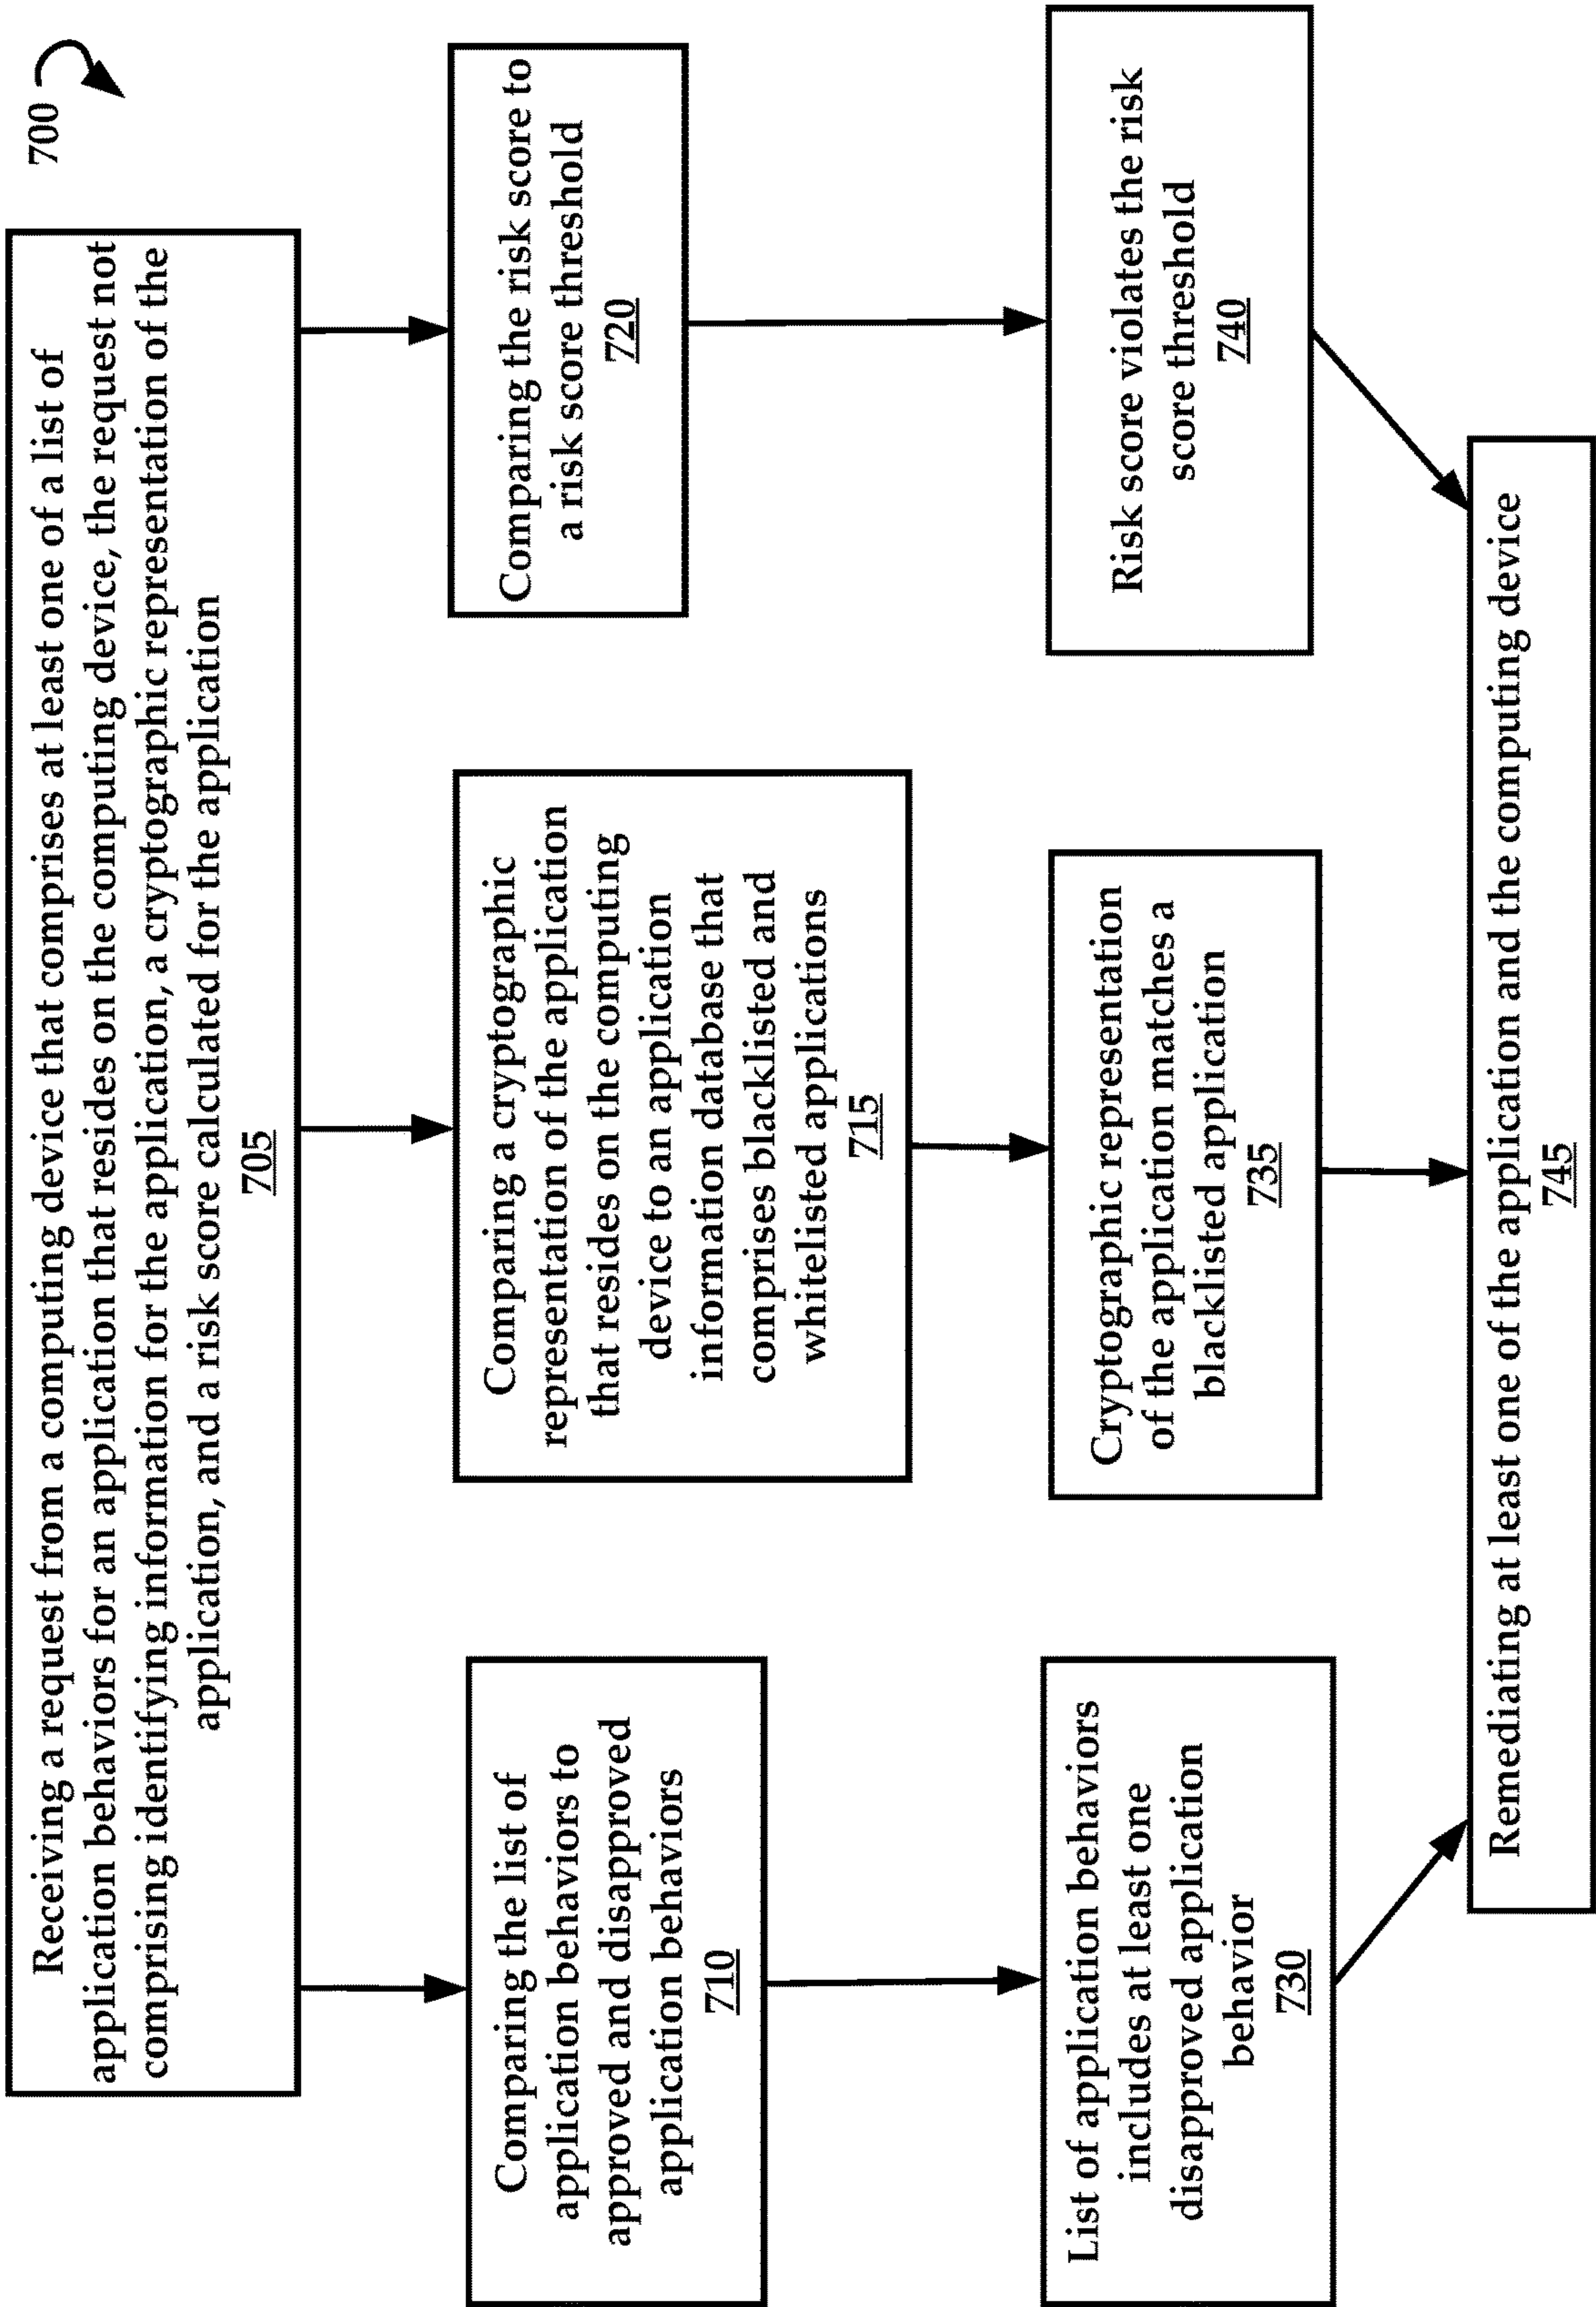 700
Receiving a request from a computing device that comprises at least one of a list of
application behaviors for an application that resides on the computing device, the request not
comprising identifying information for the application, a cryptographic representation of the
application, and a risk score calculated for the application
705
Comparing the list of
application behaviors to
approved and disapproved
application behaviors
710
Comparing a cryptographic
representation of the application
that resides on the computing
device to an application
information database that
comprises blacklisted and
whitelisted applications
715
Comparing the risk score to
a risk score threshold
720
List of application behaviors
includes at least one
disapproved application
behavior
730
Cryptographic representation
of the application matches a
blacklisted application
735
Risk score violates the risk
score threshold
740
Remediating at least one of the application and the computing device
745